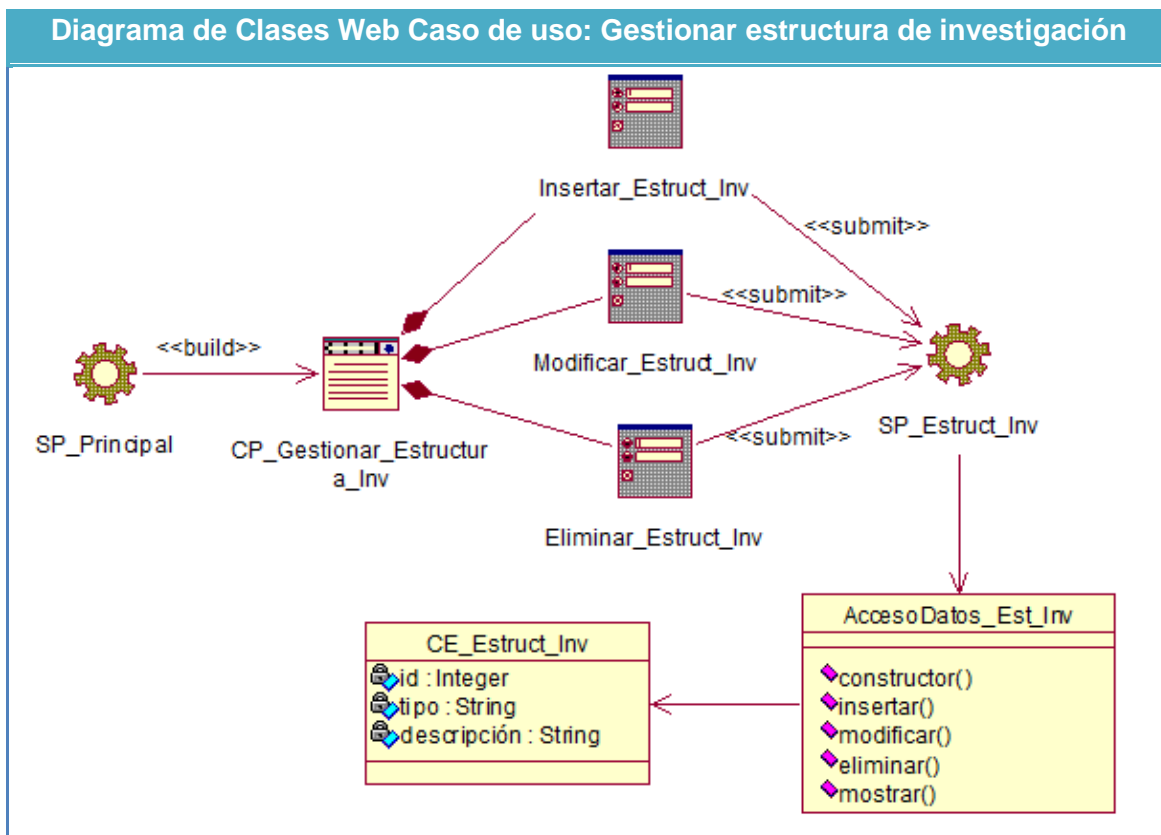 Diagrama de Clases Web Caso de uso: Gestionar estructura de investigación
Insertar_Estruct_Inv
<<submit>>
<<submit>>
<<build>>
Modificar_Estruct_Inv
SP_Principal
CP_Gestionar_Estructur
a_Inv
<<submit>>
SP_Estruct_Inv
Eliminar_Estruct_Inv
CE_Estruct_Inv
id : Integer
tipo : String
descripción : String
AccesoDatos_Est_Inv
constructor()
insertar()
modificar()
eliminar()
mostrar()